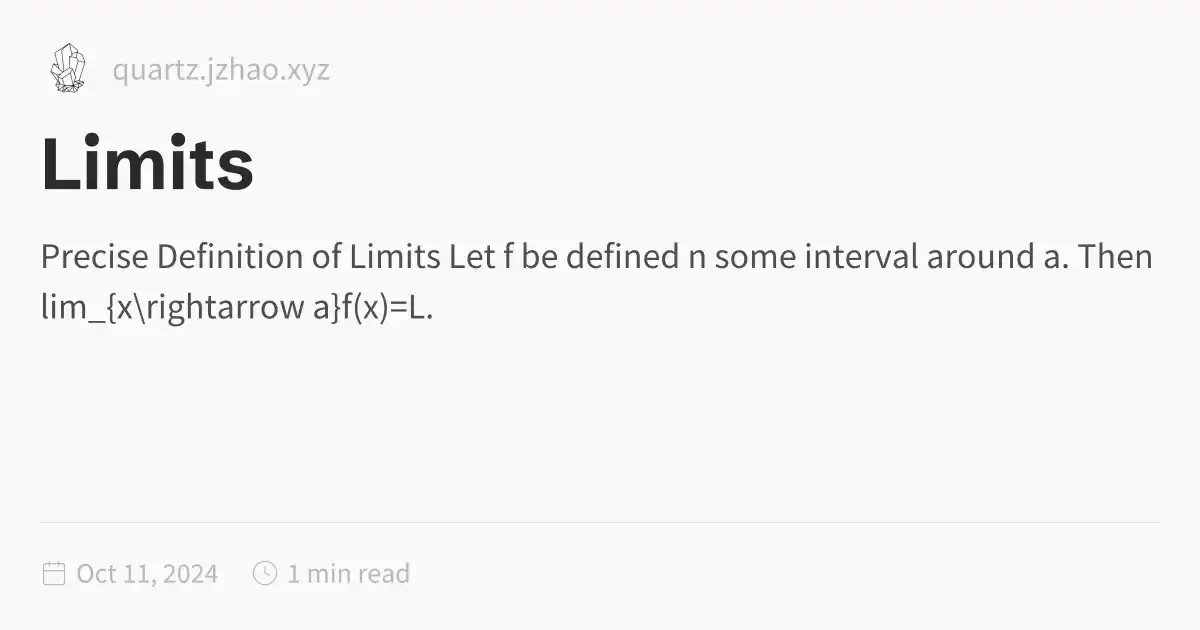 quartz.jzhao.xyz
Limits
Precise Definition of Limits Let f be defined n some interval around a. Then
lim_{x\rightarrow a}f(x)=L.
Oct 11, 2024 1 min read